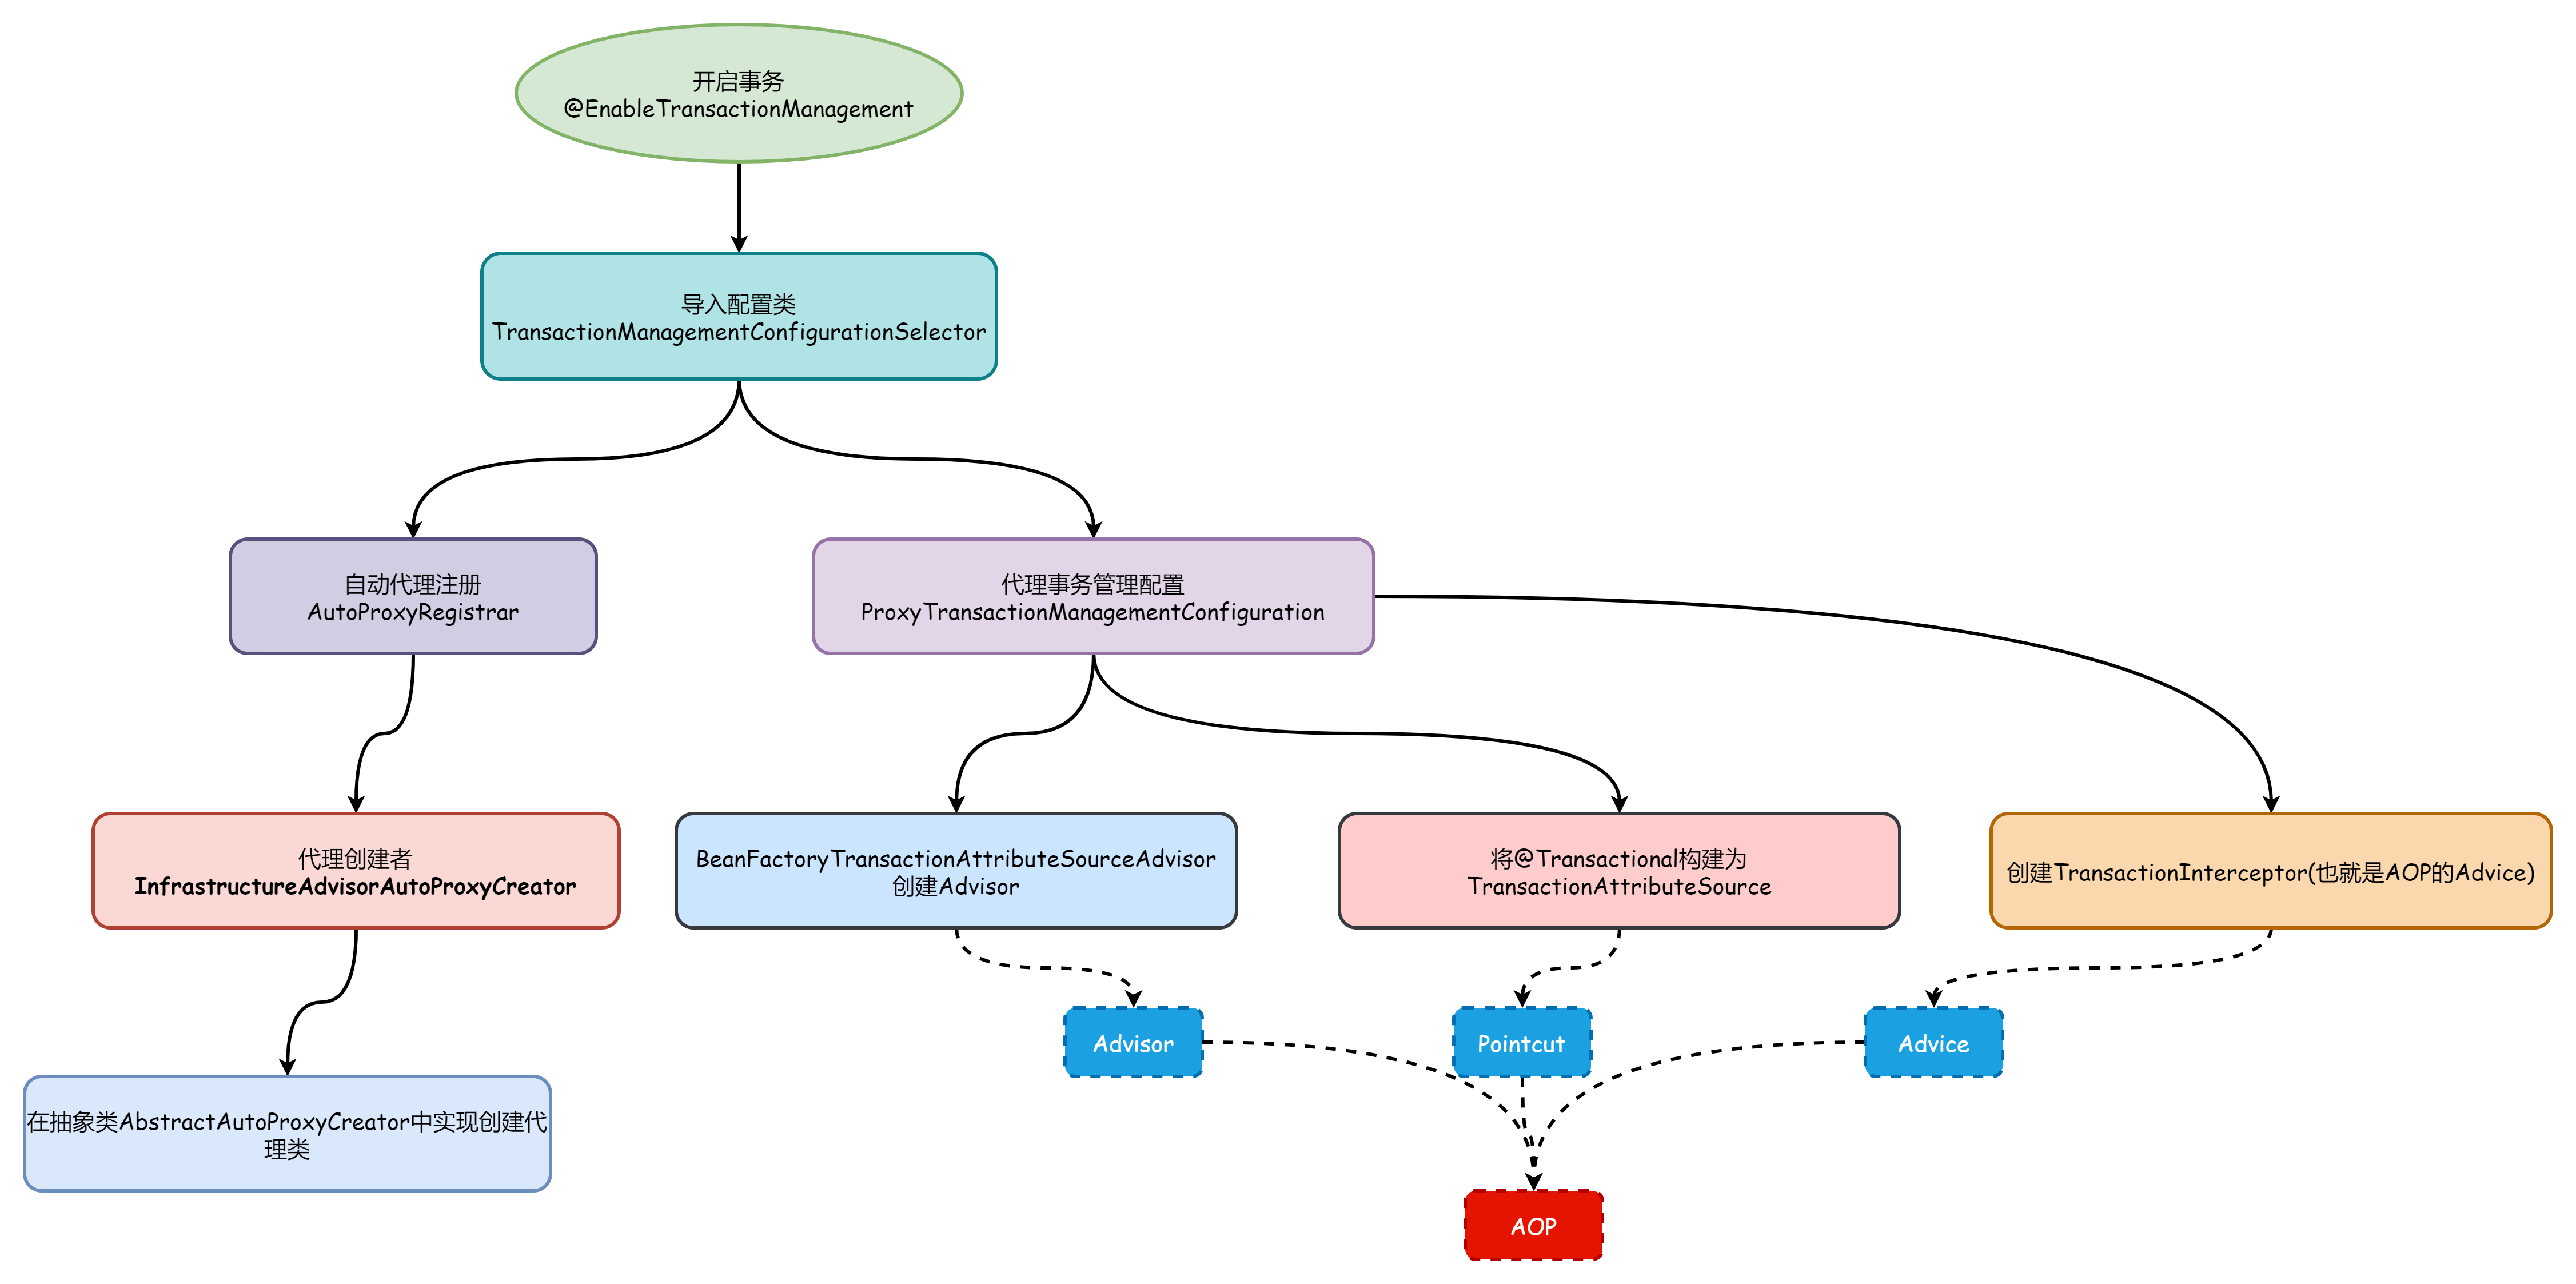 开启事务
@EnableTransactionManagement
导入配置类
TransactionManagementConfigurationSelector
自动代理注册
AutoProxyRegistrar
代理事务管理配置
ProxyTransactionManagementConfiguration
代理创建者
InfrastructureAdvisorAutoProxyCreator
BeanFactoryTransactionAttributeSourceAdvisor
创建Advisor
将@Transactional构建为
TransactionAttributeSource
创建TransactionInterceptor(也就是AOP的Advice)
Advisor
Pointcut
Advice
在抽象类AbstractAutoProxyCreator中实现创建代
理类
AOP